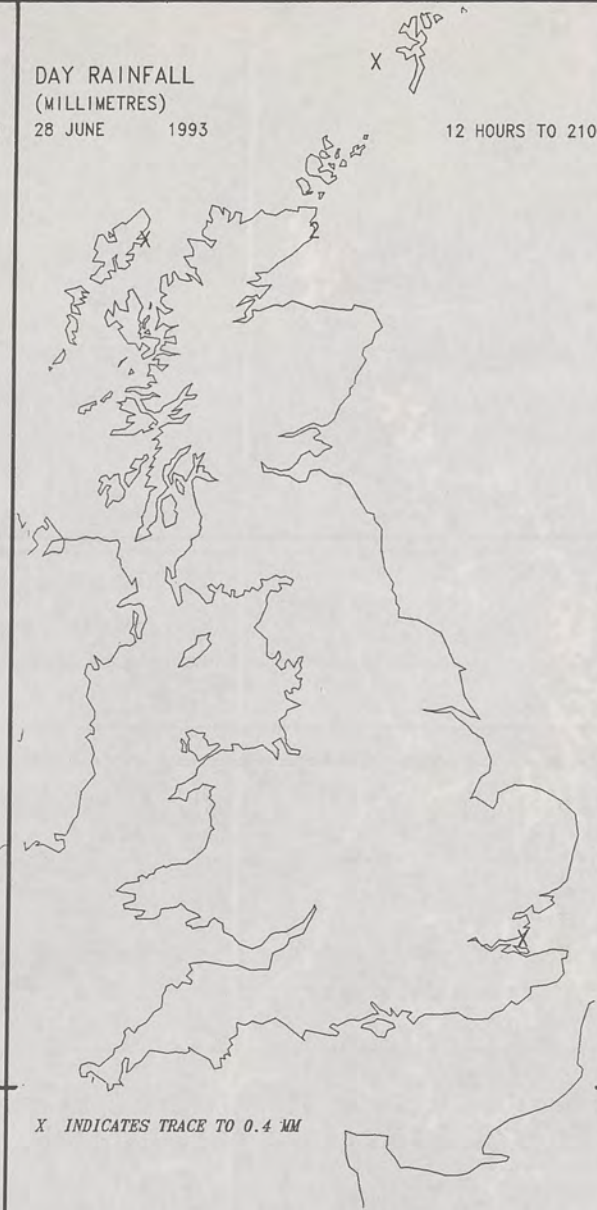 X
DAY RAINFALL
(MILLIMETRES)
28 JUNE 1993 12 HOURS TO 210
X
2
X
X INDICATES TRACE TO 0.4 MM